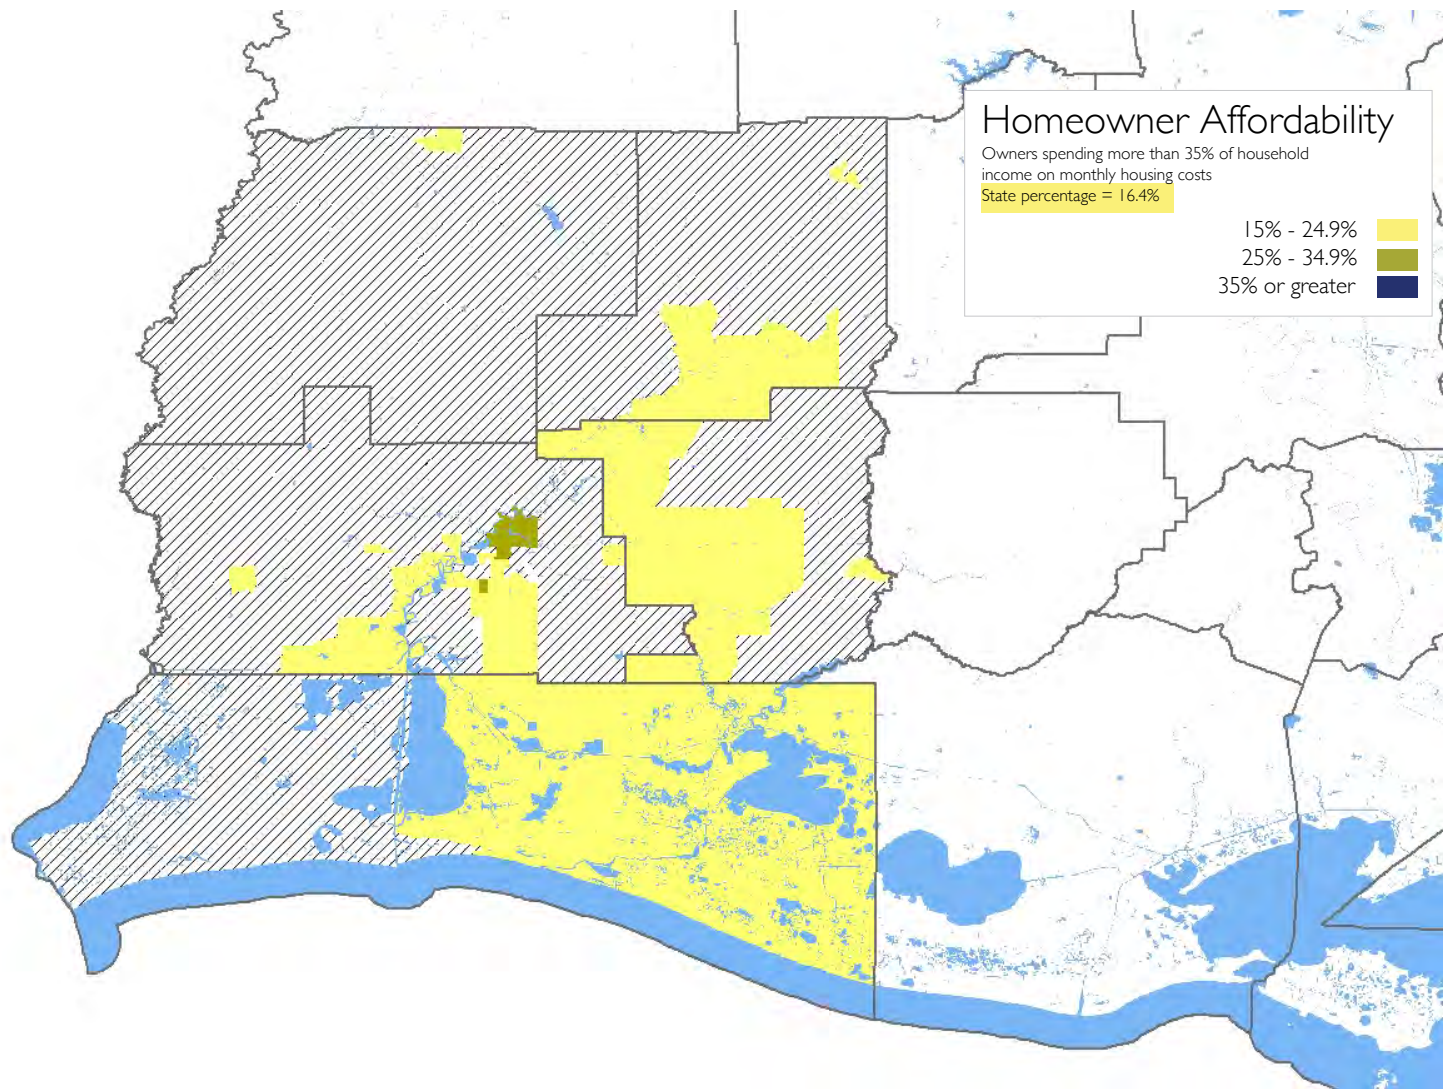 Homeowner Affordability
Owners spending more than 35% of household
income on monthly housing costs
State percentage = 16.4%
15% - 24.9%
25% - 34.9%
35% or greater